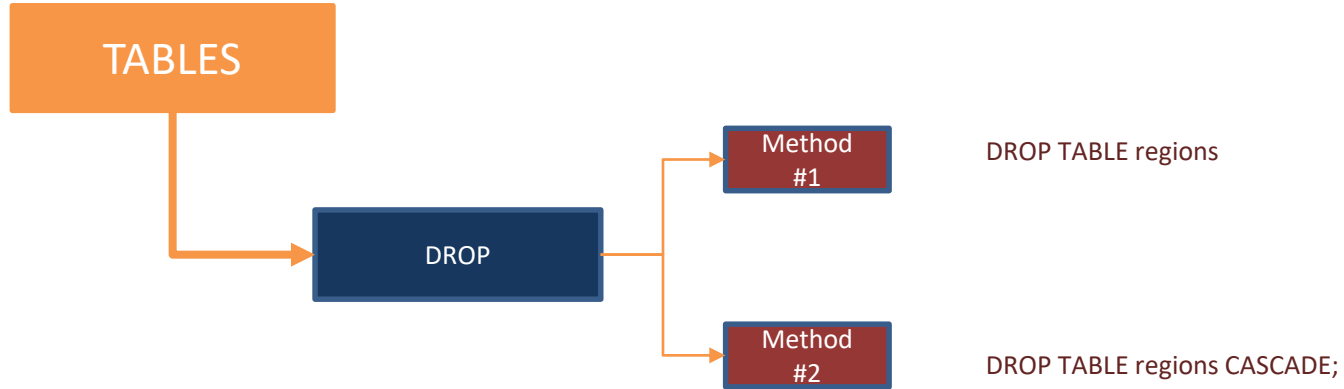 TABLES
Method
#1
DROP TABLE regions
DROP
Method
#2
DROP TABLE regions CASCADE;